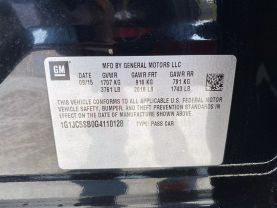 GM
MFD BY GENERAL MOTORS LLC
DATE GVWR GAWR FRT GAWR RR
09/15 1707 KG 916 KG 791 KG
3761 LB 2018 LB 1743 LB
THIS VEHICLE CONFORMS TO ALL APPLICABLE U.S. FEDERAL
MOTOR VEHICLE SAFETY, BUMPER, AND THEFT PREVENTION STANDARDS IN
EFFECT ON THE DATE OF MANUFACTURE SHOWN ABOVE.
1G1JC5SB0G4110128
TYPE: PASS CAR